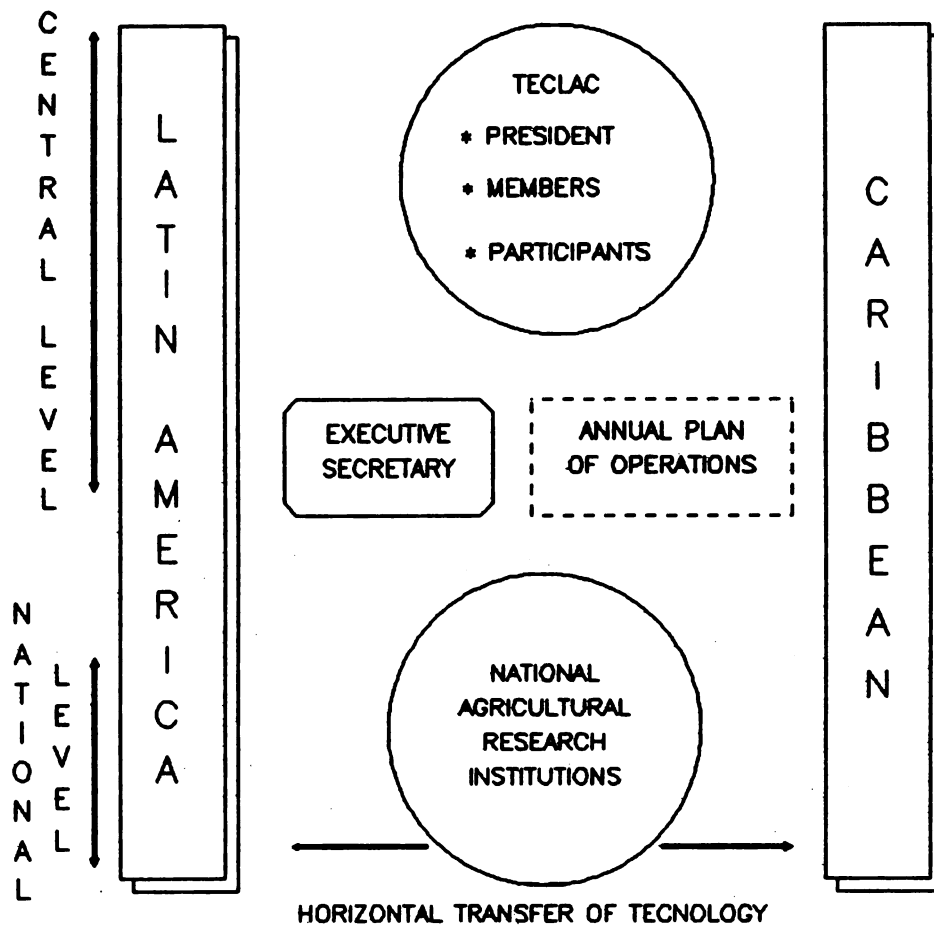 CENTRAL LEVEL
LATIN AMERICA
TECLAC
* PRESIDENT
* MEMBERS
* PARTICIPANTS
CARIBBEAN
EXECUTIVE
SECRETARY
ANNUAL PLAN
OF OPERATIONS
NATIONAL
LEVEL
NATIONAL
AGRICULTURAL
RESEARCH
INSTITUTIONS
HORIZONTAL TRANSFER OF TECNOLOGY